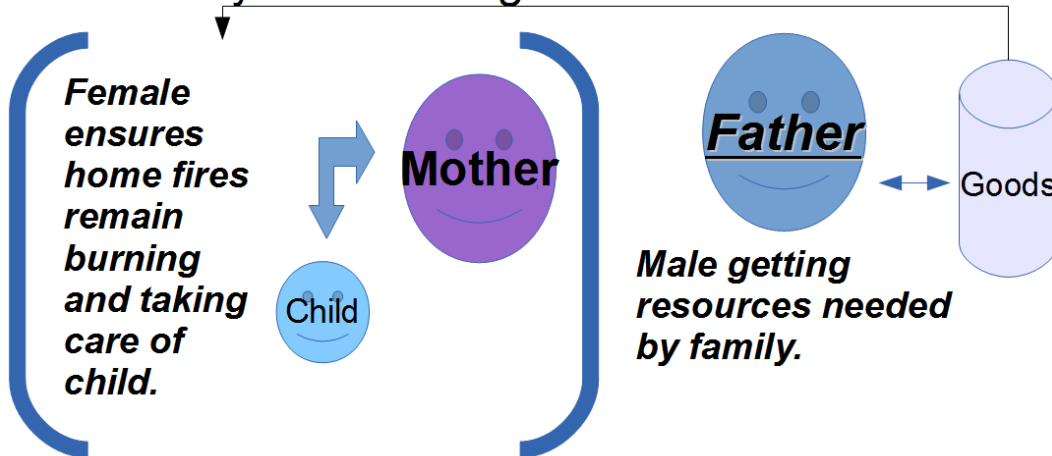 Female
ensures
home fires
remain
burning
and taking
care of
child.
Mother
Child
Father
Goods
Male getting
resources needed
by family.